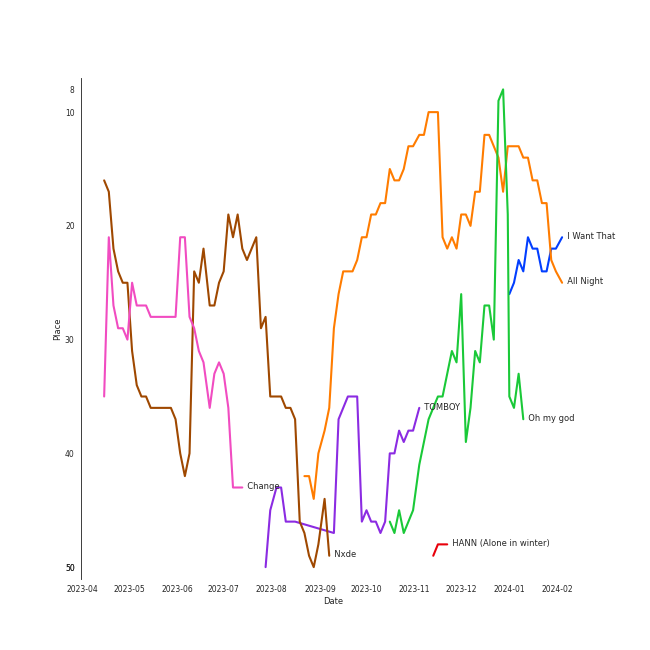 8
10
20
I Want That
All Night
30
Place
TOMBOY
Oh my god
40
Change
HANN (Alone in winter)
Nxde
50
2023-04 2023-05 2023-06 2023-07 2023-08 2023-09 2023-10 2023-11 2023-12 2024-01 2024-02
Date